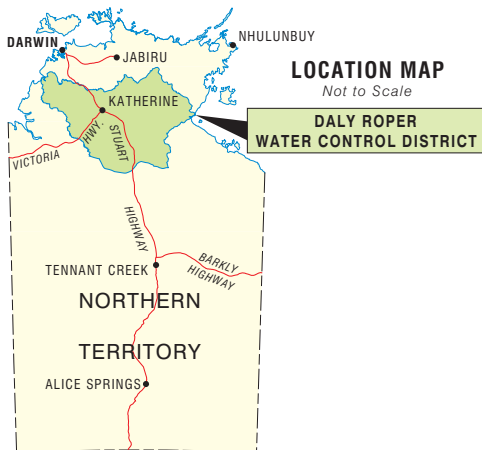 DARWIN
NHULUNBUY
JABIRU
LOCATION MAP
Not to Scale
KATHERINE
DALY ROPER
WATER CONTROL DISTRICT
VICTORIA HWY.
STUART HIGHWAY
BARKLY HIGHWAY
TENNANT CREEK
NORTHERN
TERRITORY
ALICE SPRINGS